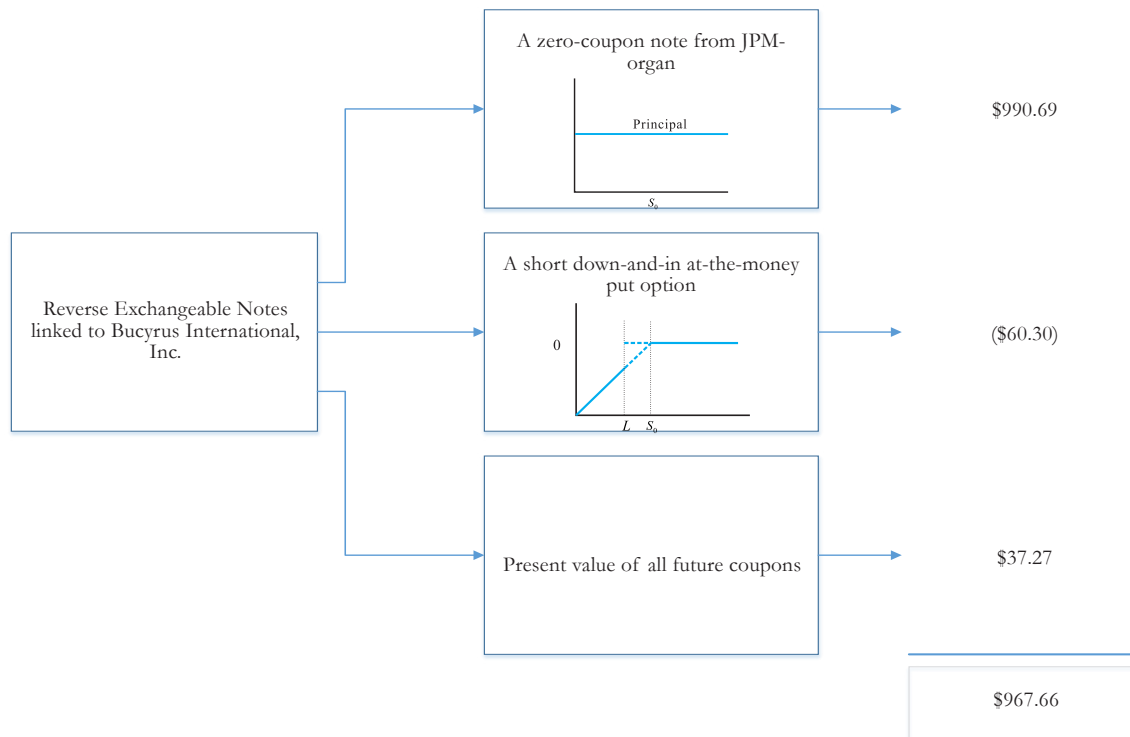 A zero-coupon note from JPM-
organ
Principal
S₀
$990.69
Reverse Exchangeable Notes
linked to Bucyrus International,
Inc.
A short down-and-in at-the-money
put option
0
L S₀
($60.30)
Present value of all future coupons
$37.27
$967.66